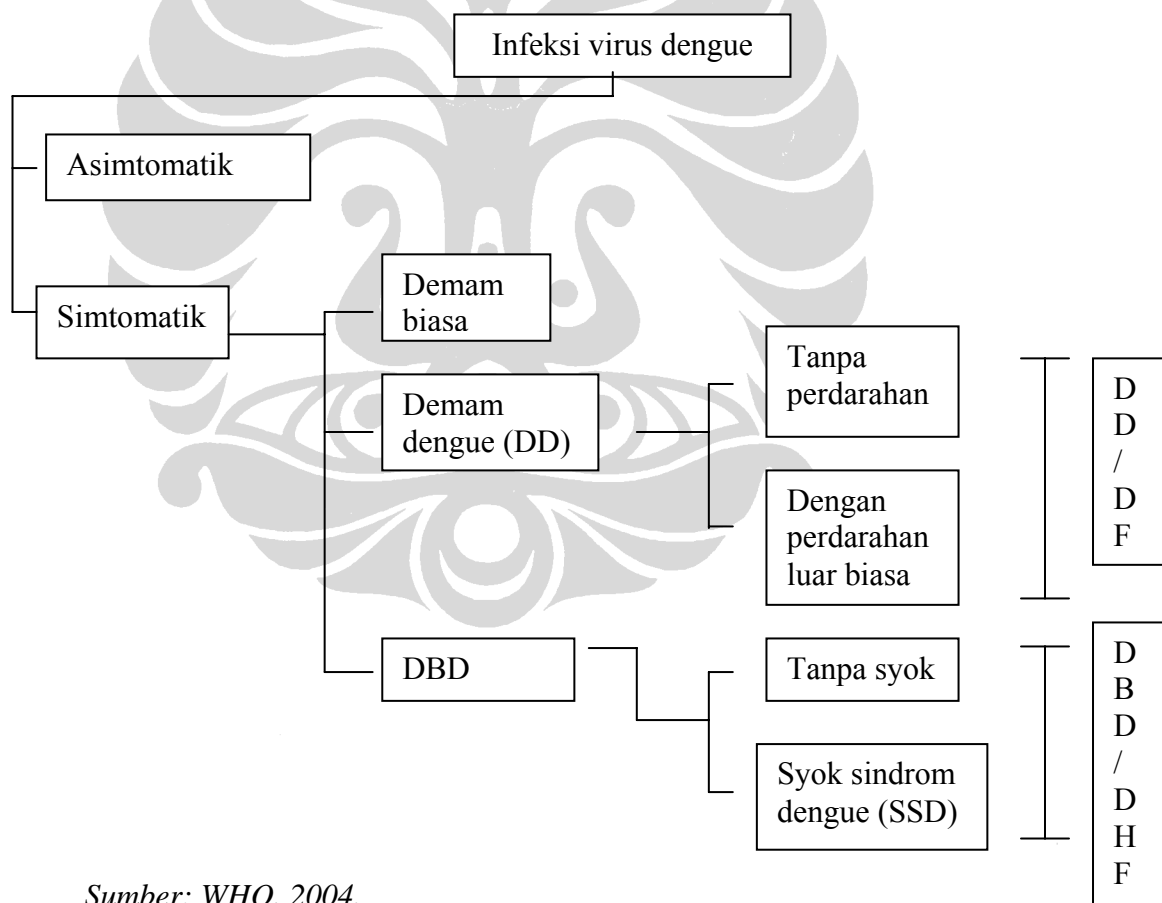 Infeksi virus dengue
Asimtomatik
Simtomatik
Demam
biasa
Demam
dengue (DD)
DBD
Tanpa
perdarahan
Dengan
perdarahan
luar biasa
Tanpa syok
Syok sindrom
dengue (SSD)
D
D
/
D
F
D
B
D
/
D
H
F
Sumber: WHO, 2004.